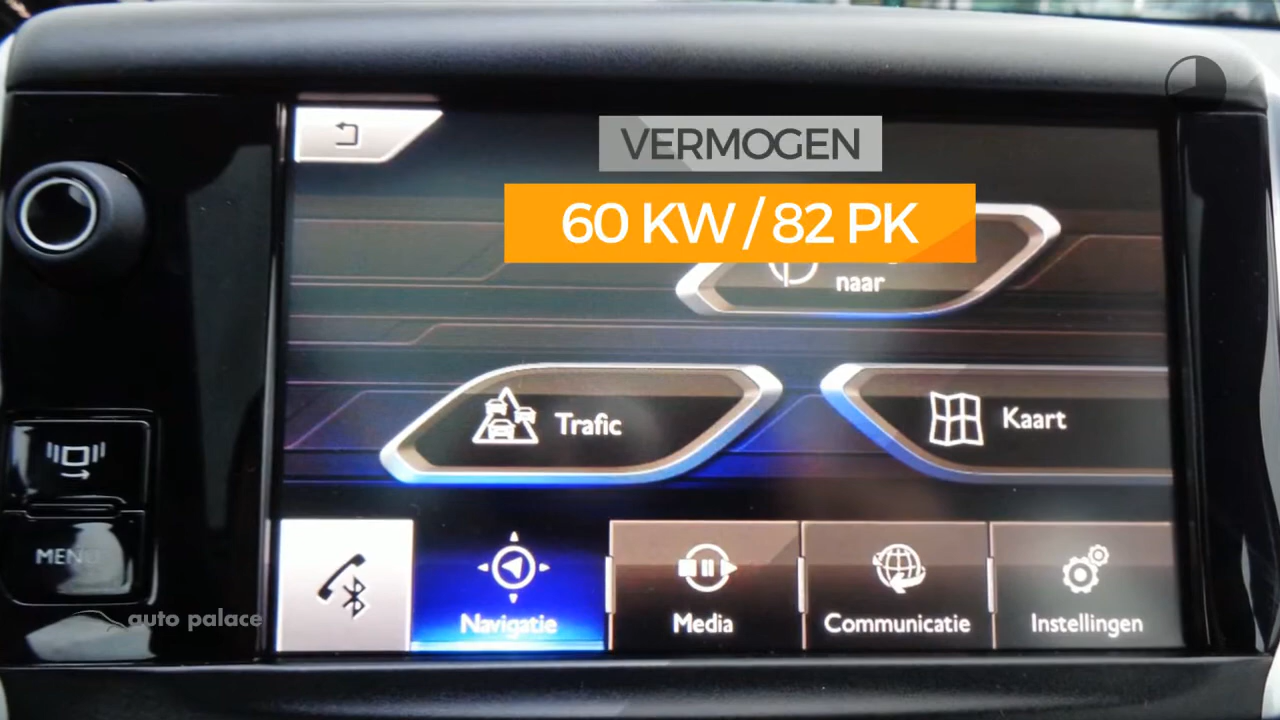 VERMOGEN
60 KW / 82 PK
naar
Trafic
Kaart
MENU
auto palace
Navigatie
Media
Communicatie
Instellingen